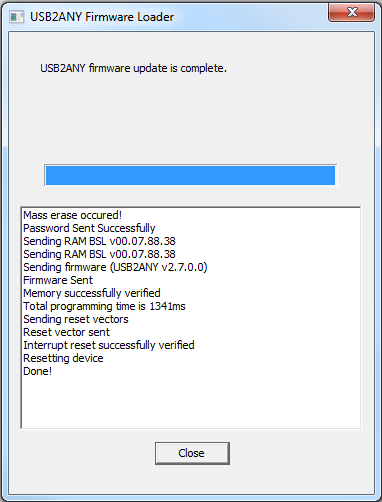 USB2ANY Firmware Loader
USB2ANY firmware update is complete.
Mass erase occured!
Password Sent Successfully
Sending RAM BSL v00.07.88.38
Sending RAM BSL v00.07.88.38
Sending firmware (USB2ANY v2.7.0.0)
Firmware Sent
Memory successfully verified
Total programming time is 1341ms
Sending reset vectors
Reset vector sent
Interrupt reset successfully verified
Resetting device
Done!
Close